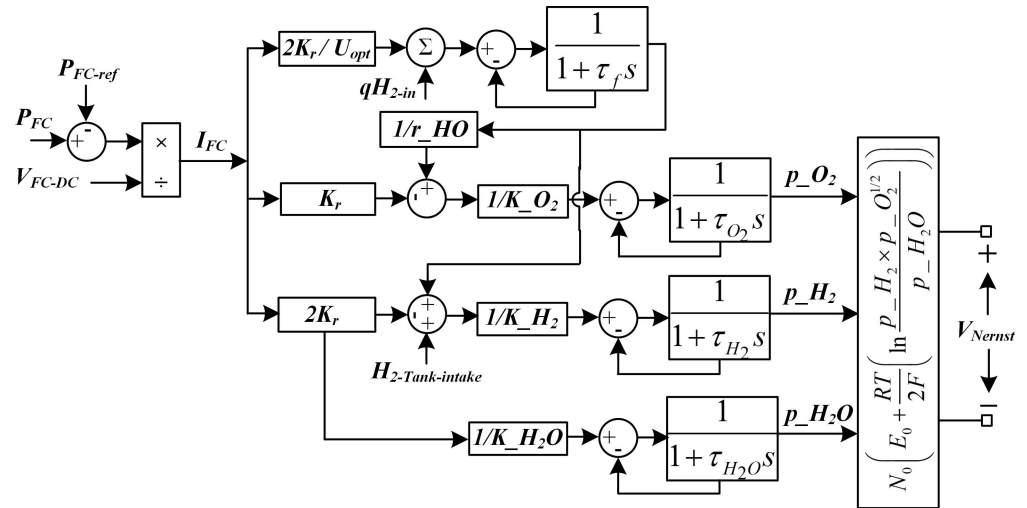 P_FC-ref
P_FC
+
-
V_FC-DC
×
÷
I_FC
2K_r / U_opt
Σ
qH_2-in
+
-
1
1 + τ_f s
1/r_HO
K_r
+
-
1/K_O_2
+
-
1
1 + τ_O_2 s
p_O_2
2K_r
+
-
+
H_2-Tank-intake
1/K_H_2
+
-
1
1 + τ_H_2 s
p_H_2
1/K_H_2O
+
-
1
1 + τ_H_2O s
p_H_2O
N_0 ( E_0 + RT / 2F ( ln p_H_2 × p_O_2^1/2 / p_H_2O ) )
+
V_Nernst
−